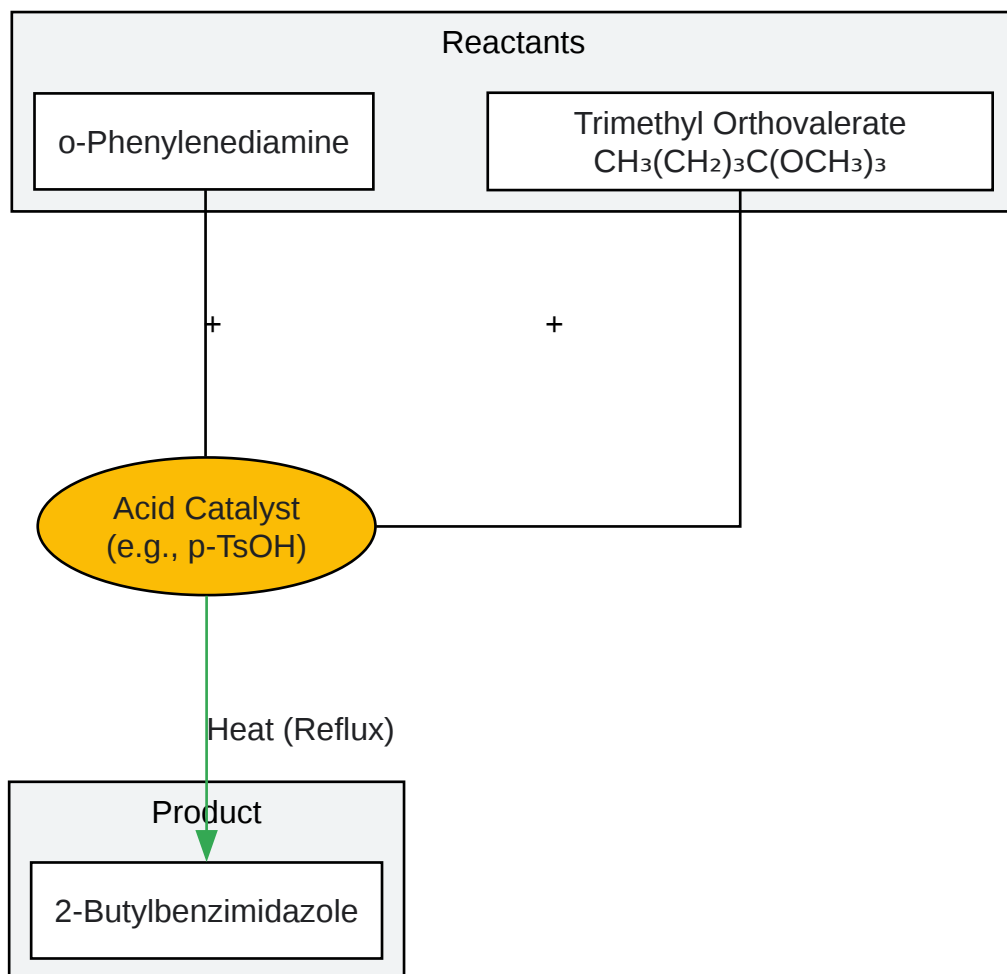 Reactants
o-Phenylenediamine
Trimethyl Orthovalerate
CH₃(CH₂)₃C(OCH₃)₃
+
+
Acid Catalyst
(e.g., p-TsOH)
Heat (Reflux)
Product
2-Butylbenzimidazole